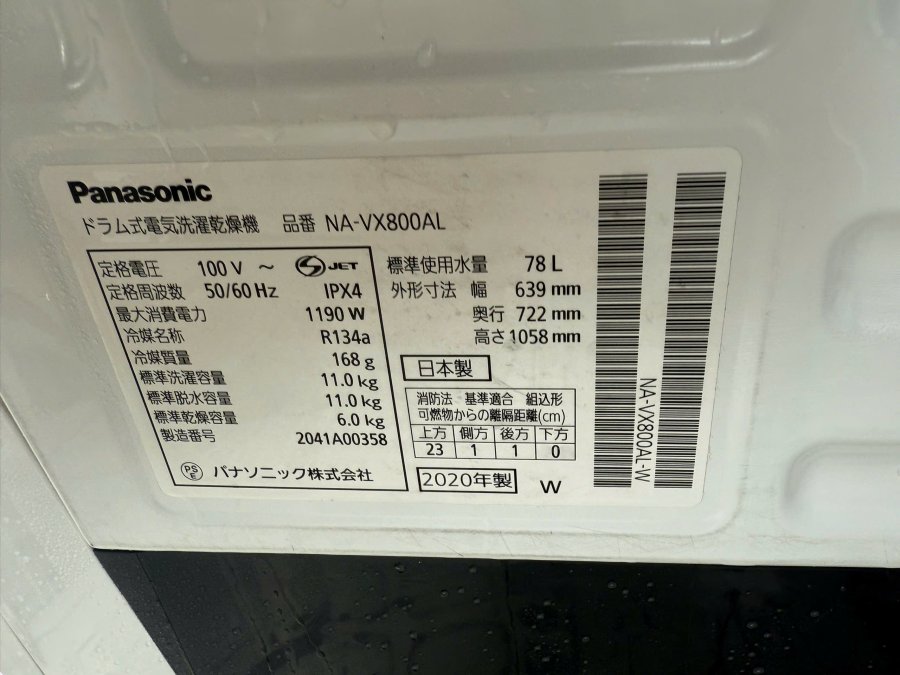 Panasonic
ドラム式電気洗濯乾燥機 品番 NA-VX800AL
定格電圧 100 V ～ S JET
定格周波数 50/60 Hz IPX4
最大消費電力 1190 W
冷媒名称 R134a
冷媒質量 168 g
標準洗濯容量 11.0 kg
標準脱水容量 11.0 kg
標準乾燥容量 6.0 kg
製造番号 2041A00358
PSE パナソニック株式会社
標準使用水量 78 L
外形寸法 幅 639 mm
奥行 722 mm
高さ 1058 mm
日本製
消防法 基準適合 組込形
可燃物からの離隔距離(cm)
上方 側方 後方 下方
23 1 1 0
2020年製 W
NA-VX800AL-W